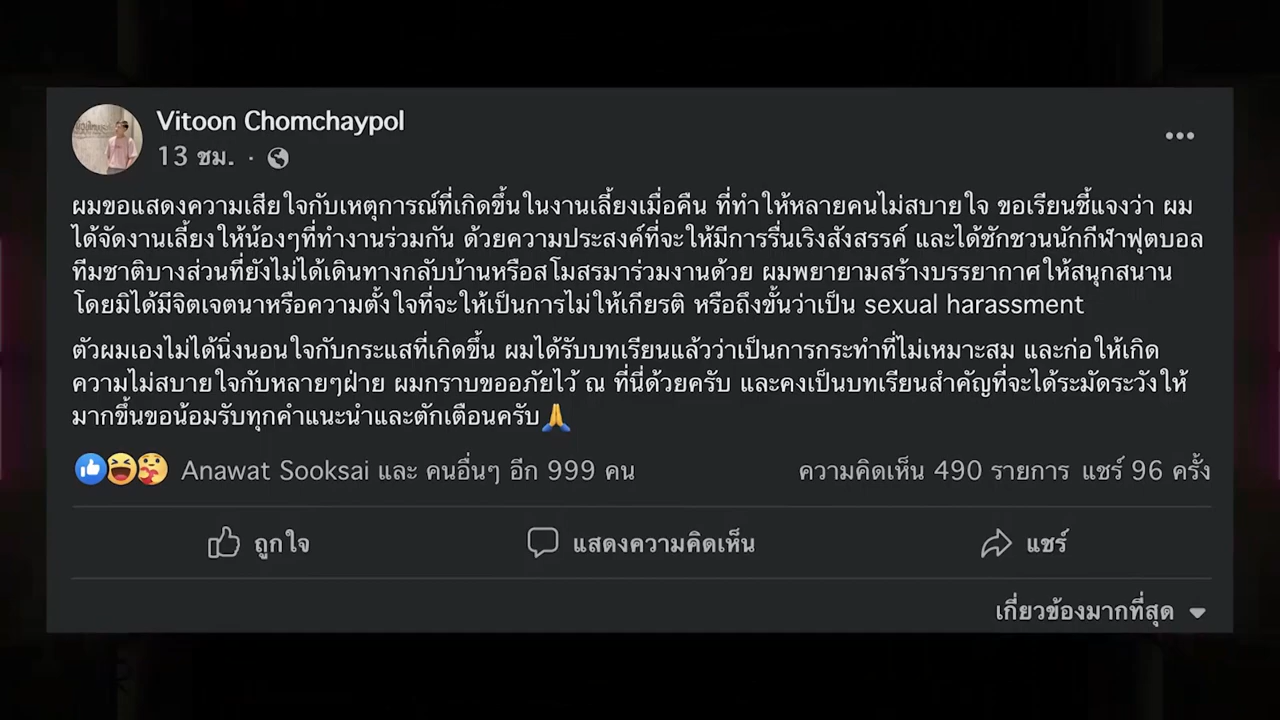 Vitoon Chomchaypol
13 ชม. ·
ผมขอแสดงความเสียใจกับเหตุการณ์ที่เกิดขึ้นในงานเลี้ยงเมื่อคืน ที่ทำให้หลายคนไม่สบายใจ ขอเรียนชี้แจงว่า ผม
ได้จัดงานเลี้ยงให้น้องๆที่ทำงานร่วมกัน ด้วยความประสงค์ที่จะให้มีการรื่นเริงสังสรรค์ และได้ชักชวนนักกีฬาฟุตบอล
ทีมชาติบางส่วนที่ยังไม่ได้เดินทางกลับบ้านหรือสโมสรมาร่วมงานด้วย ผมพยายามสร้างบรรยากาศให้สนุกสนาน
โดยมิได้มีจิตเจตนาหรือความตั้งใจที่จะให้เป็นการไม่ให้เกียรติ หรือถึงขั้นว่าเป็น sexual harassment
ตัวผมเองไม่ได้นิ่งนอนใจกับกระแสที่เกิดขึ้น ผมได้รับบทเรียนแล้วว่าเป็นการกระทำที่ไม่เหมาะสม และก่อให้เกิด
ความไม่สบายใจกับหลายๆฝ่าย ผมกราบขออภัยไว้ ณ ที่นี่ด้วยครับ และคงเป็นบทเรียนสำคัญที่จะได้ระมัดระวังให้
มากขึ้นขอน้อมรับทุกคำแนะนำและตักเตือนครับ🙏
Anawat Sooksai และ คนอื่นๆ อีก 999 คน ความคิดเห็น 490 รายการ แชร์ 96 ครั้ง
ถูกใจ แสดงความคิดเห็น แชร์
เกี่ยวข้องมากที่สุด